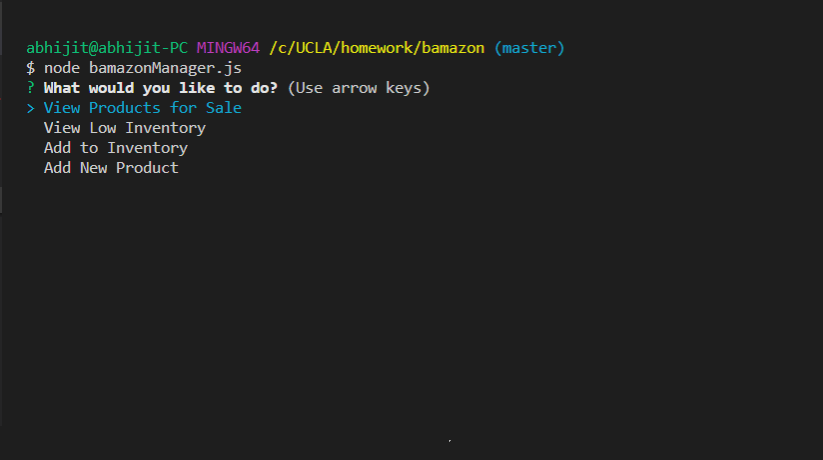 abhijit@abhijit-PC MINGW64 /c/UCLA/homework/bamazon (master)
$ node bamazonManager.js
? What would you like to do? (Use arrow keys)
> View Products for Sale
  View Low Inventory
  Add to Inventory
  Add New Product